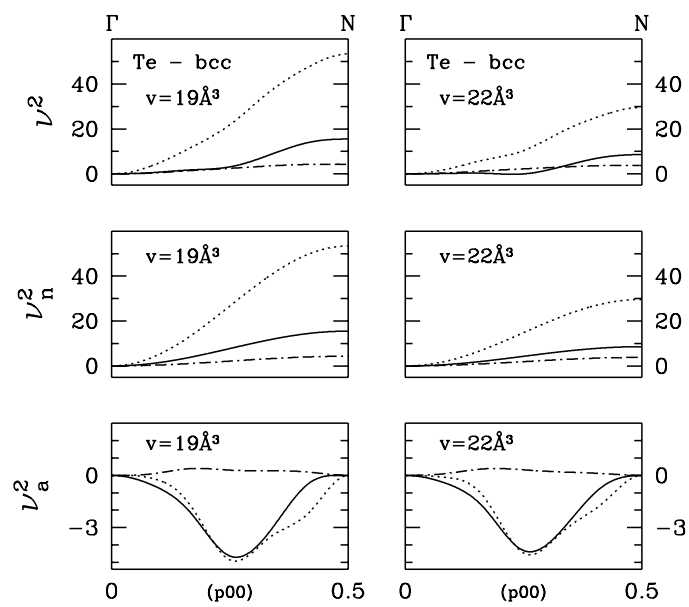 Γ N Γ N
ν²
40
20
0
Te − bcc
v=19Å³
Te − bcc
v=22Å³
40
20
0
ν²ₙ
40
20
0
v=19Å³
v=22Å³
40
20
0
ν²ₐ
0
−3
v=19Å³
v=22Å³
0
−3
0 (p00) 0.5 0 (p00) 0.5